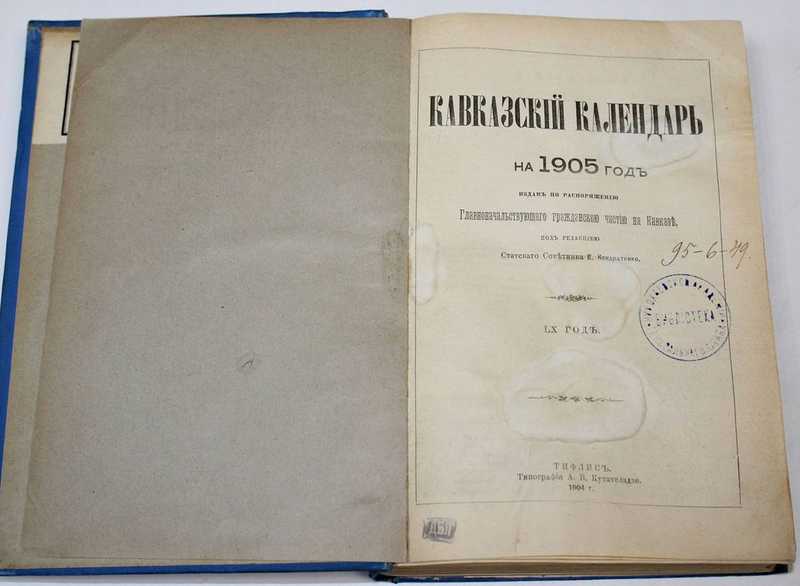 КАВКАЗСКІЙ КАЛЕНДАРЬ
НА 1905 ГОДЪ
ИЗДАНЪ ПО РАСПОРЯЖЕНІЮ
Главноначальствующаго гражданскою частію на Кавказѣ,
ПОДЪ РЕДАКЦІЕЮ
Статскаго Совѣтника Е. Кондратенко.
95-6-49.
БИБЛІОТЕКА
LX ГОДЪ.
ТИФЛИСЪ.
Типографія А. В. Кутателадзе.
1904 г.